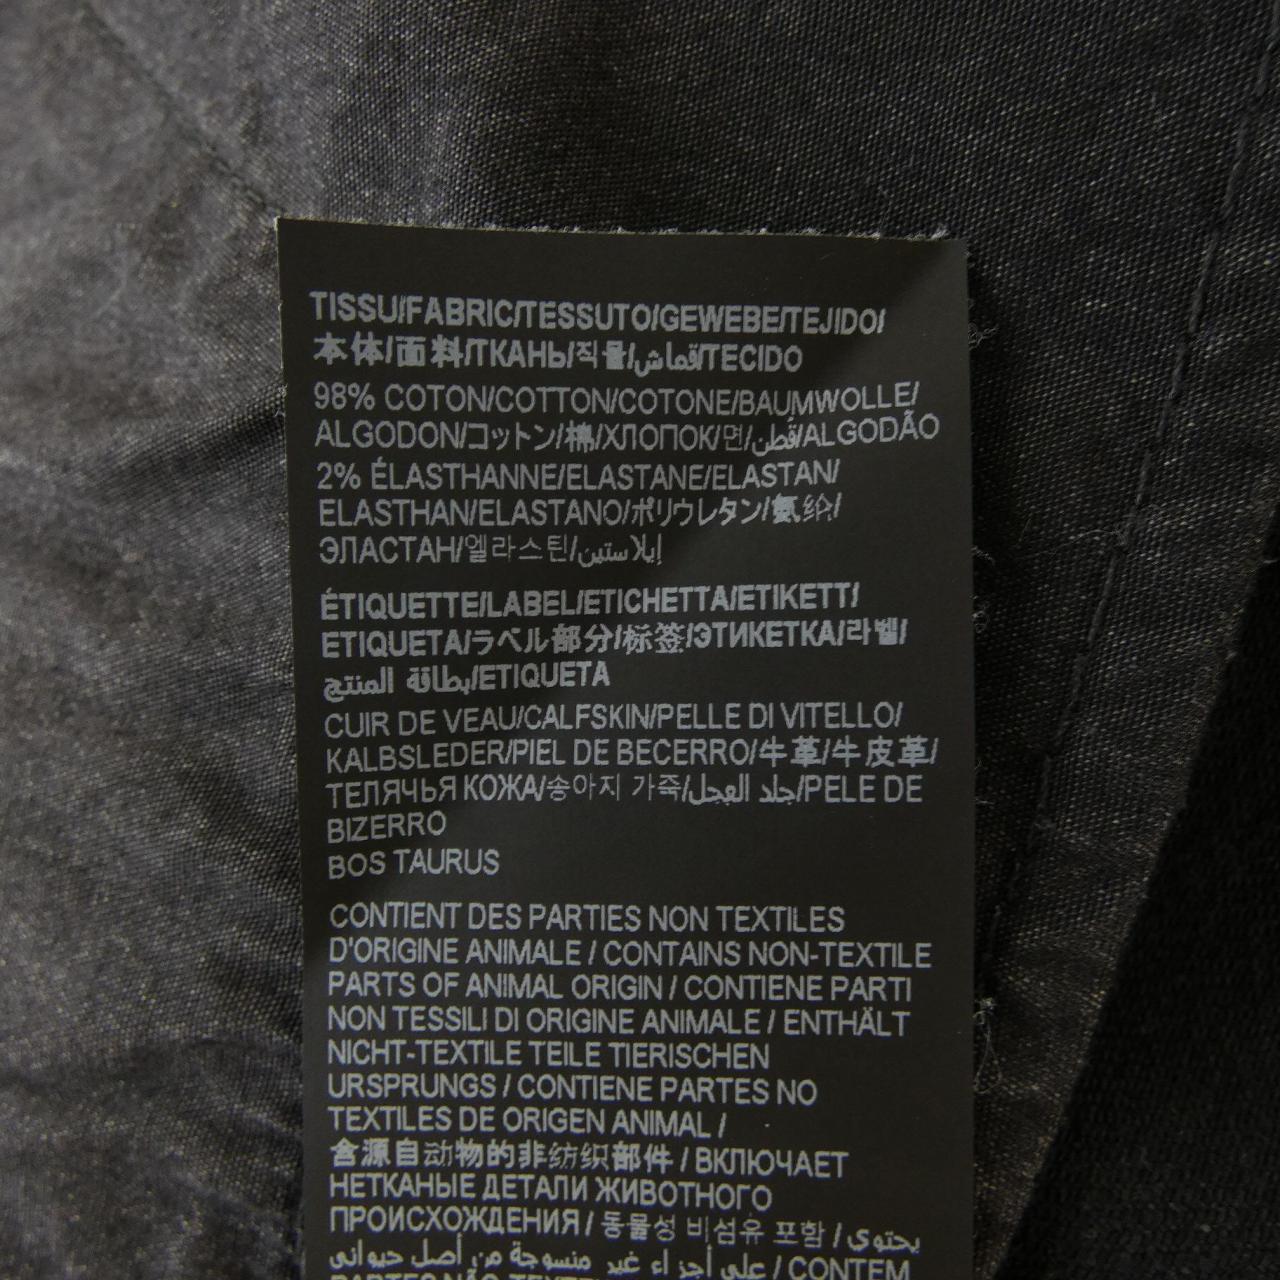 TISSU/FABRIC/TESSUTO/GEWEBE/TEJIDO/
本体/面料/ТКАНЬ/직물/قماش/TECIDO
98% COTON/COTTON/COTONE/BAUMWOLLE/
ALGODON/コットン/棉/ХЛОПОК/면/قُطن/ALGODÃO
2% ÉLASTHANNE/ELASTANE/ELASTAN/
ELASTHAN/ELASTANO/ポリウレタン/氨纶/
ЭЛАСТАН/엘라스틴/إيلاستين
ÉTIQUETTE/LABEL/ETICHETTA/ETIKETT/
ETIQUETA/ラベル部分/标签/ЭТИКЕТКА/라벨/
بطاقة المنتج/ETIQUETA
CUIR DE VEAU/CALFSKIN/PELLE DI VITELLO/
KALBSLEDER/PIEL DE BECERRO/牛革/牛皮革/
ТЕЛЯЧЬЯ КОЖА/송아지 가죽/جلد العجل/PELE DE
BIZERRO
BOS TAURUS
CONTIENT DES PARTIES NON TEXTILES
D'ORIGINE ANIMALE / CONTAINS NON-TEXTILE
PARTS OF ANIMAL ORIGIN / CONTIENE PARTI
NON TESSILI DI ORIGINE ANIMALE / ENTHÄLT
NICHT-TEXTILE TEILE TIERISCHEN
URSPRUNGS / CONTIENE PARTES NO
TEXTILES DE ORIGEN ANIMAL /
含源自动物的非纺织部件 / ВКЛЮЧАЕТ
НЕТКАНЫЕ ДЕТАЛИ ЖИВОТНОГО
ПРОИСХОЖДЕНИЯ / 동물성 비섬유 포함 / يحتوي
على أجزاء غير منسوجة من أصل حيواني / CONTEM
PARTES NÃO-TEXTE